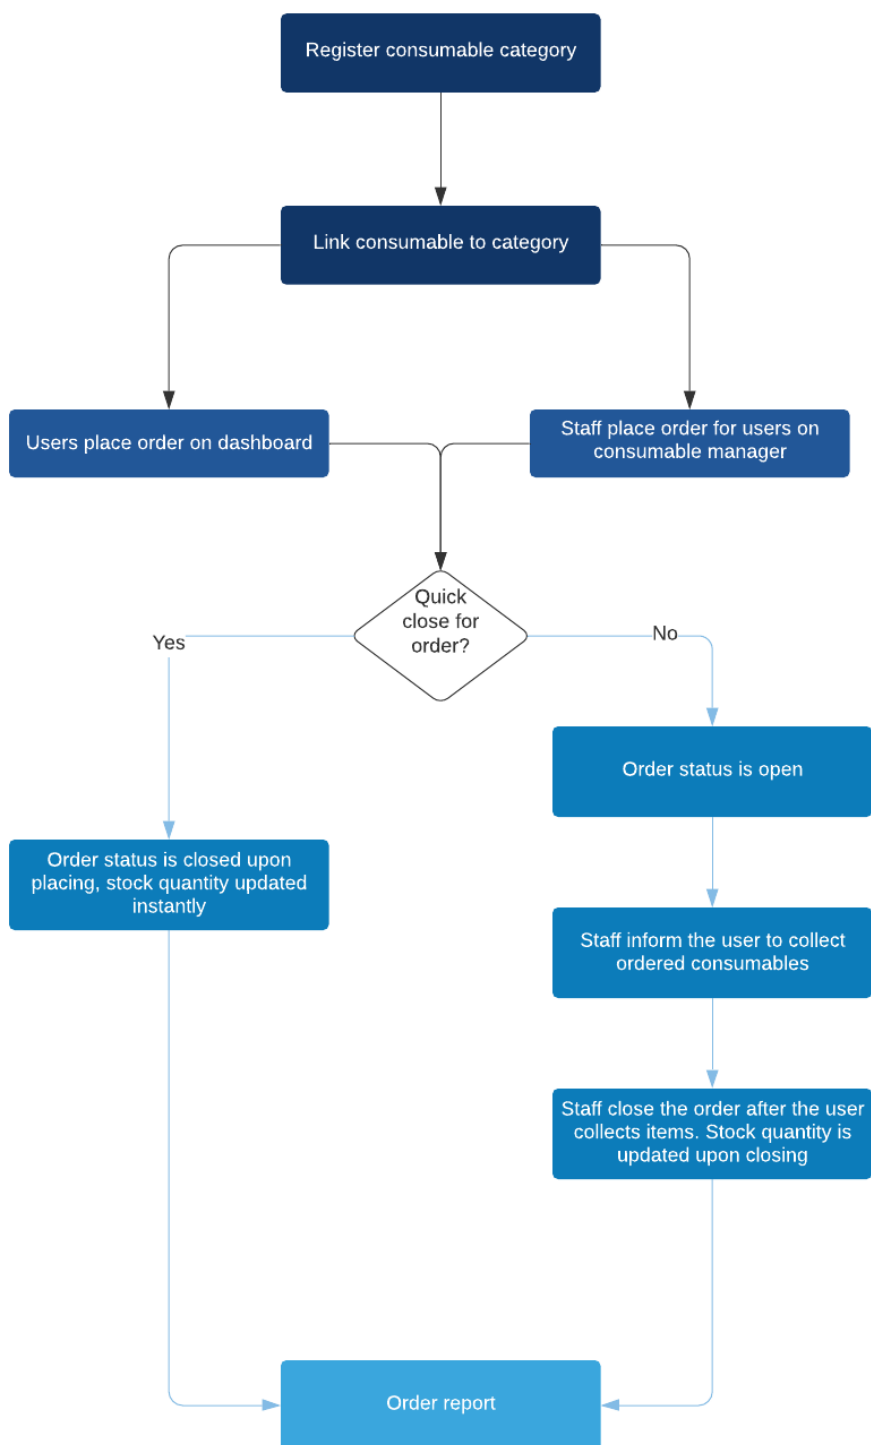 Register consumable category
Link consumable to category
Users place order on dashboard
Staff place order for users on
consumable manager
Quick
close for
order?
Yes
No
Order status is open
Order status is closed upon
placing, stock quantity updated
instantly
Staff inform the user to collect
ordered consumables
Staff close the order after the user
collects items. Stock quantity is
updated upon closing
Order report